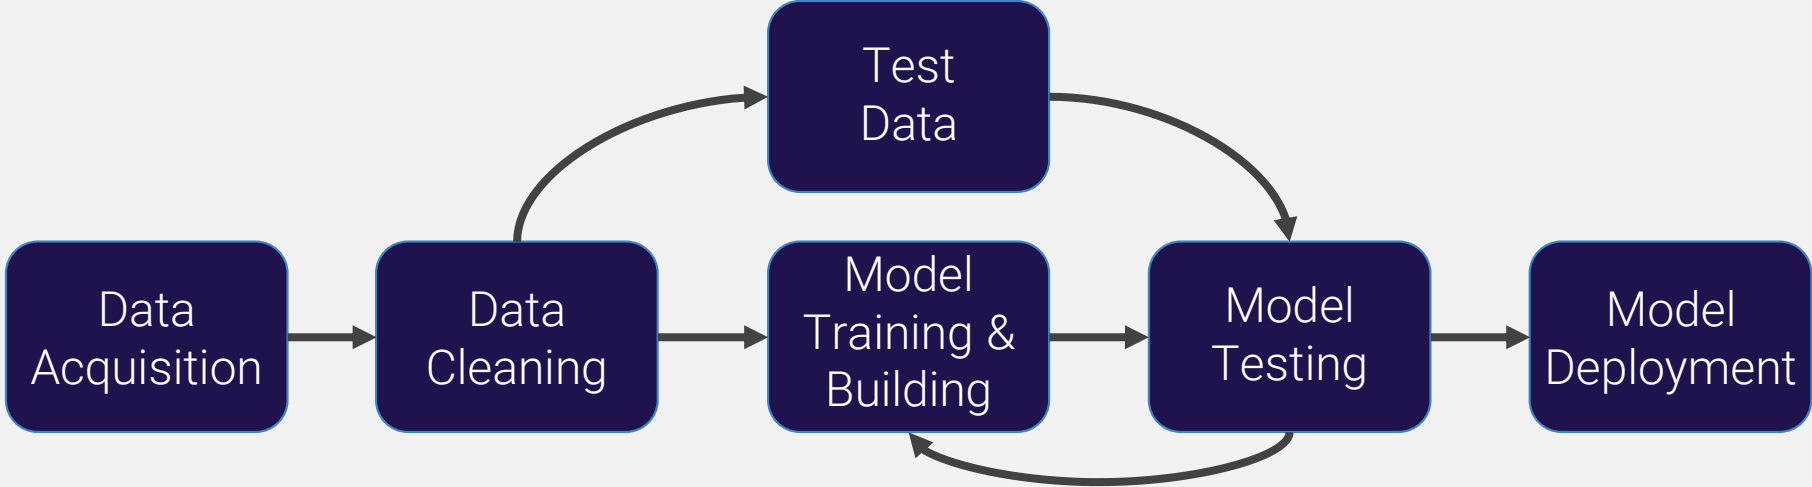 Test
Data
Data
Acquisition
Data
Cleaning
Model
Training &
Building
Model
Testing
Model
Deployment